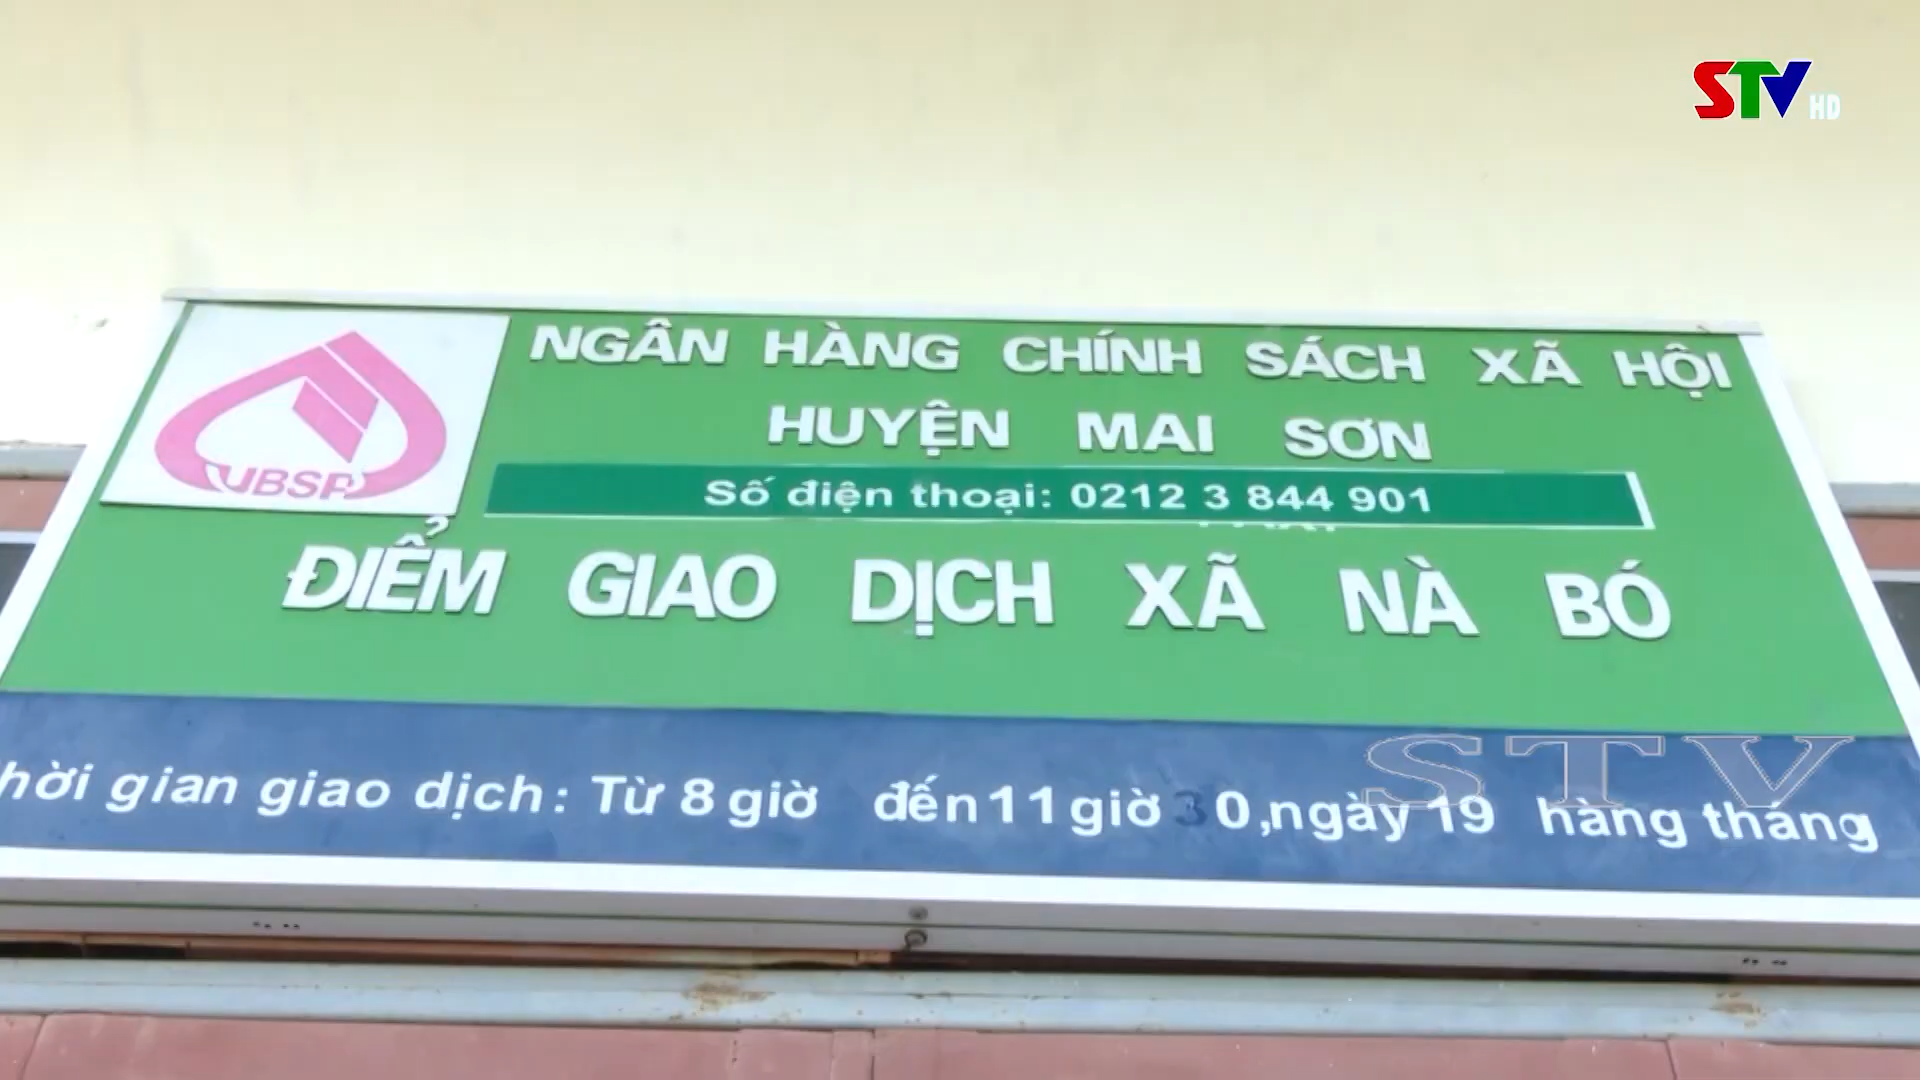 STV HD
NGÂN HÀNG CHÍNH SÁCH XÃ HỘI
HUYỆN MAI SƠN
VBSP
Số điện thoại: 0212 3 844 901
ĐIỂM GIAO DỊCH XÃ NÀ BÓ
STV
hời gian giao dịch: Từ 8 giờ đến 11 giờ 30, ngày 19 hàng tháng